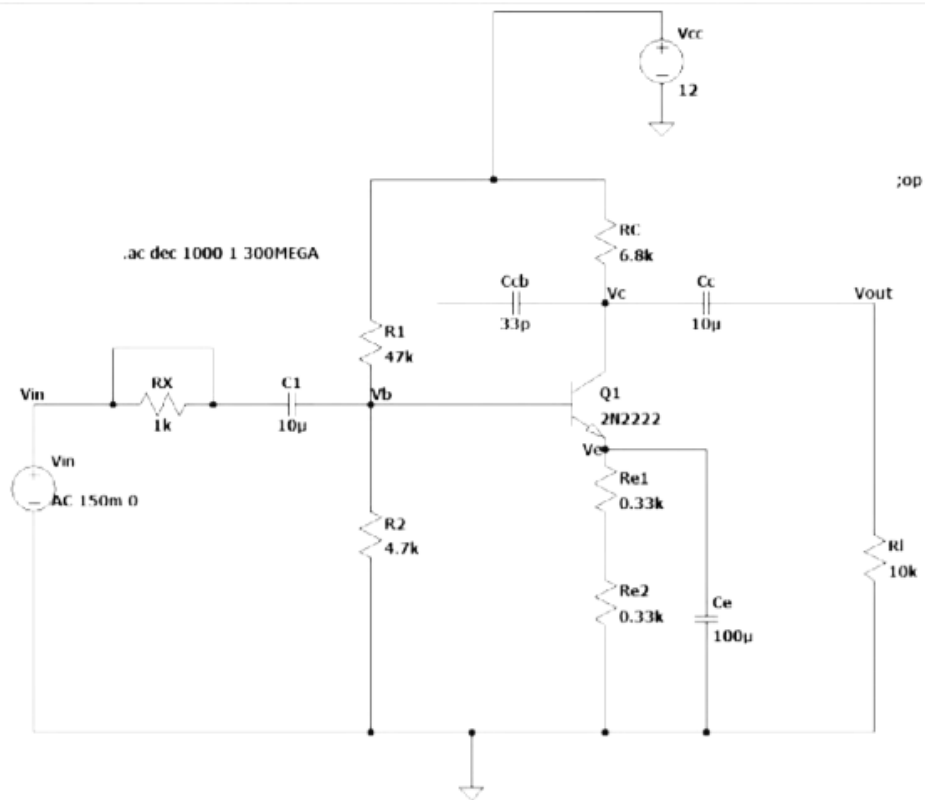 Vcc
12
;op
.ac dec 1000 1 300MEGA
RC
6.8k
Ccb
33p
Vc
Cc
10µ
Vout
R1
47k
Vin
RX
1k
C1
10µ
Vb
Q1
2N2222
Vin
AC 150m 0
Ve
Re1
0.33k
R2
4.7k
Rl
10k
Re2
0.33k
Ce
100µ